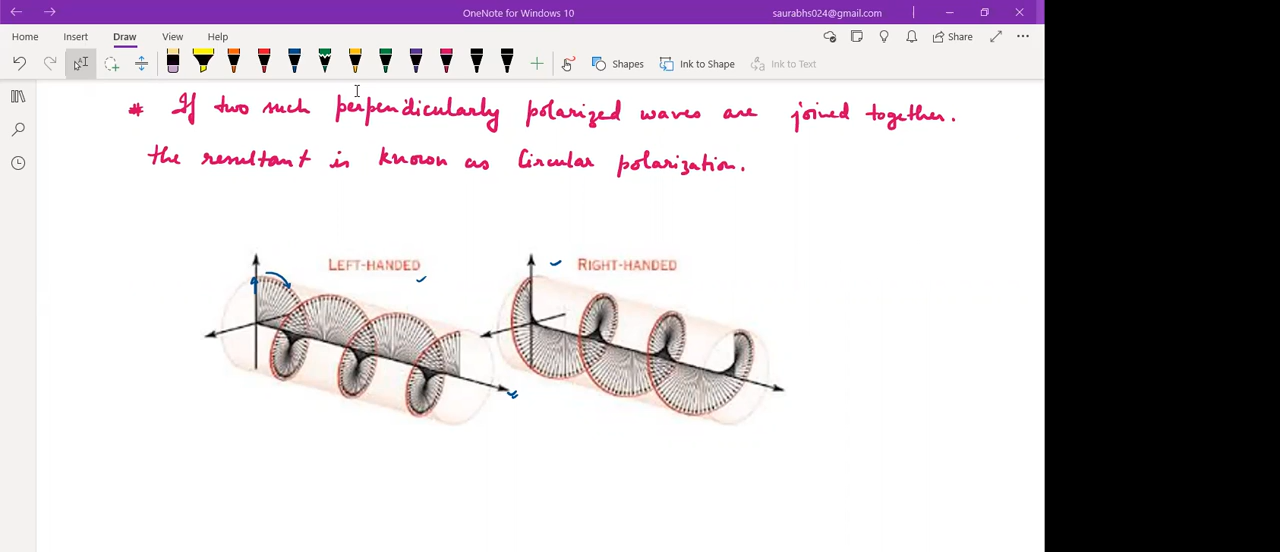 OneNote for Windows 10
saurabhs024@gmail.com
Home Insert Draw View Help
Share
Shapes Ink to Shape Ink to Text
* If two such perpendicularly polarized waves are joined together.
the resultant is known as Circular polarization.
LEFT-HANDED RIGHT-HANDED